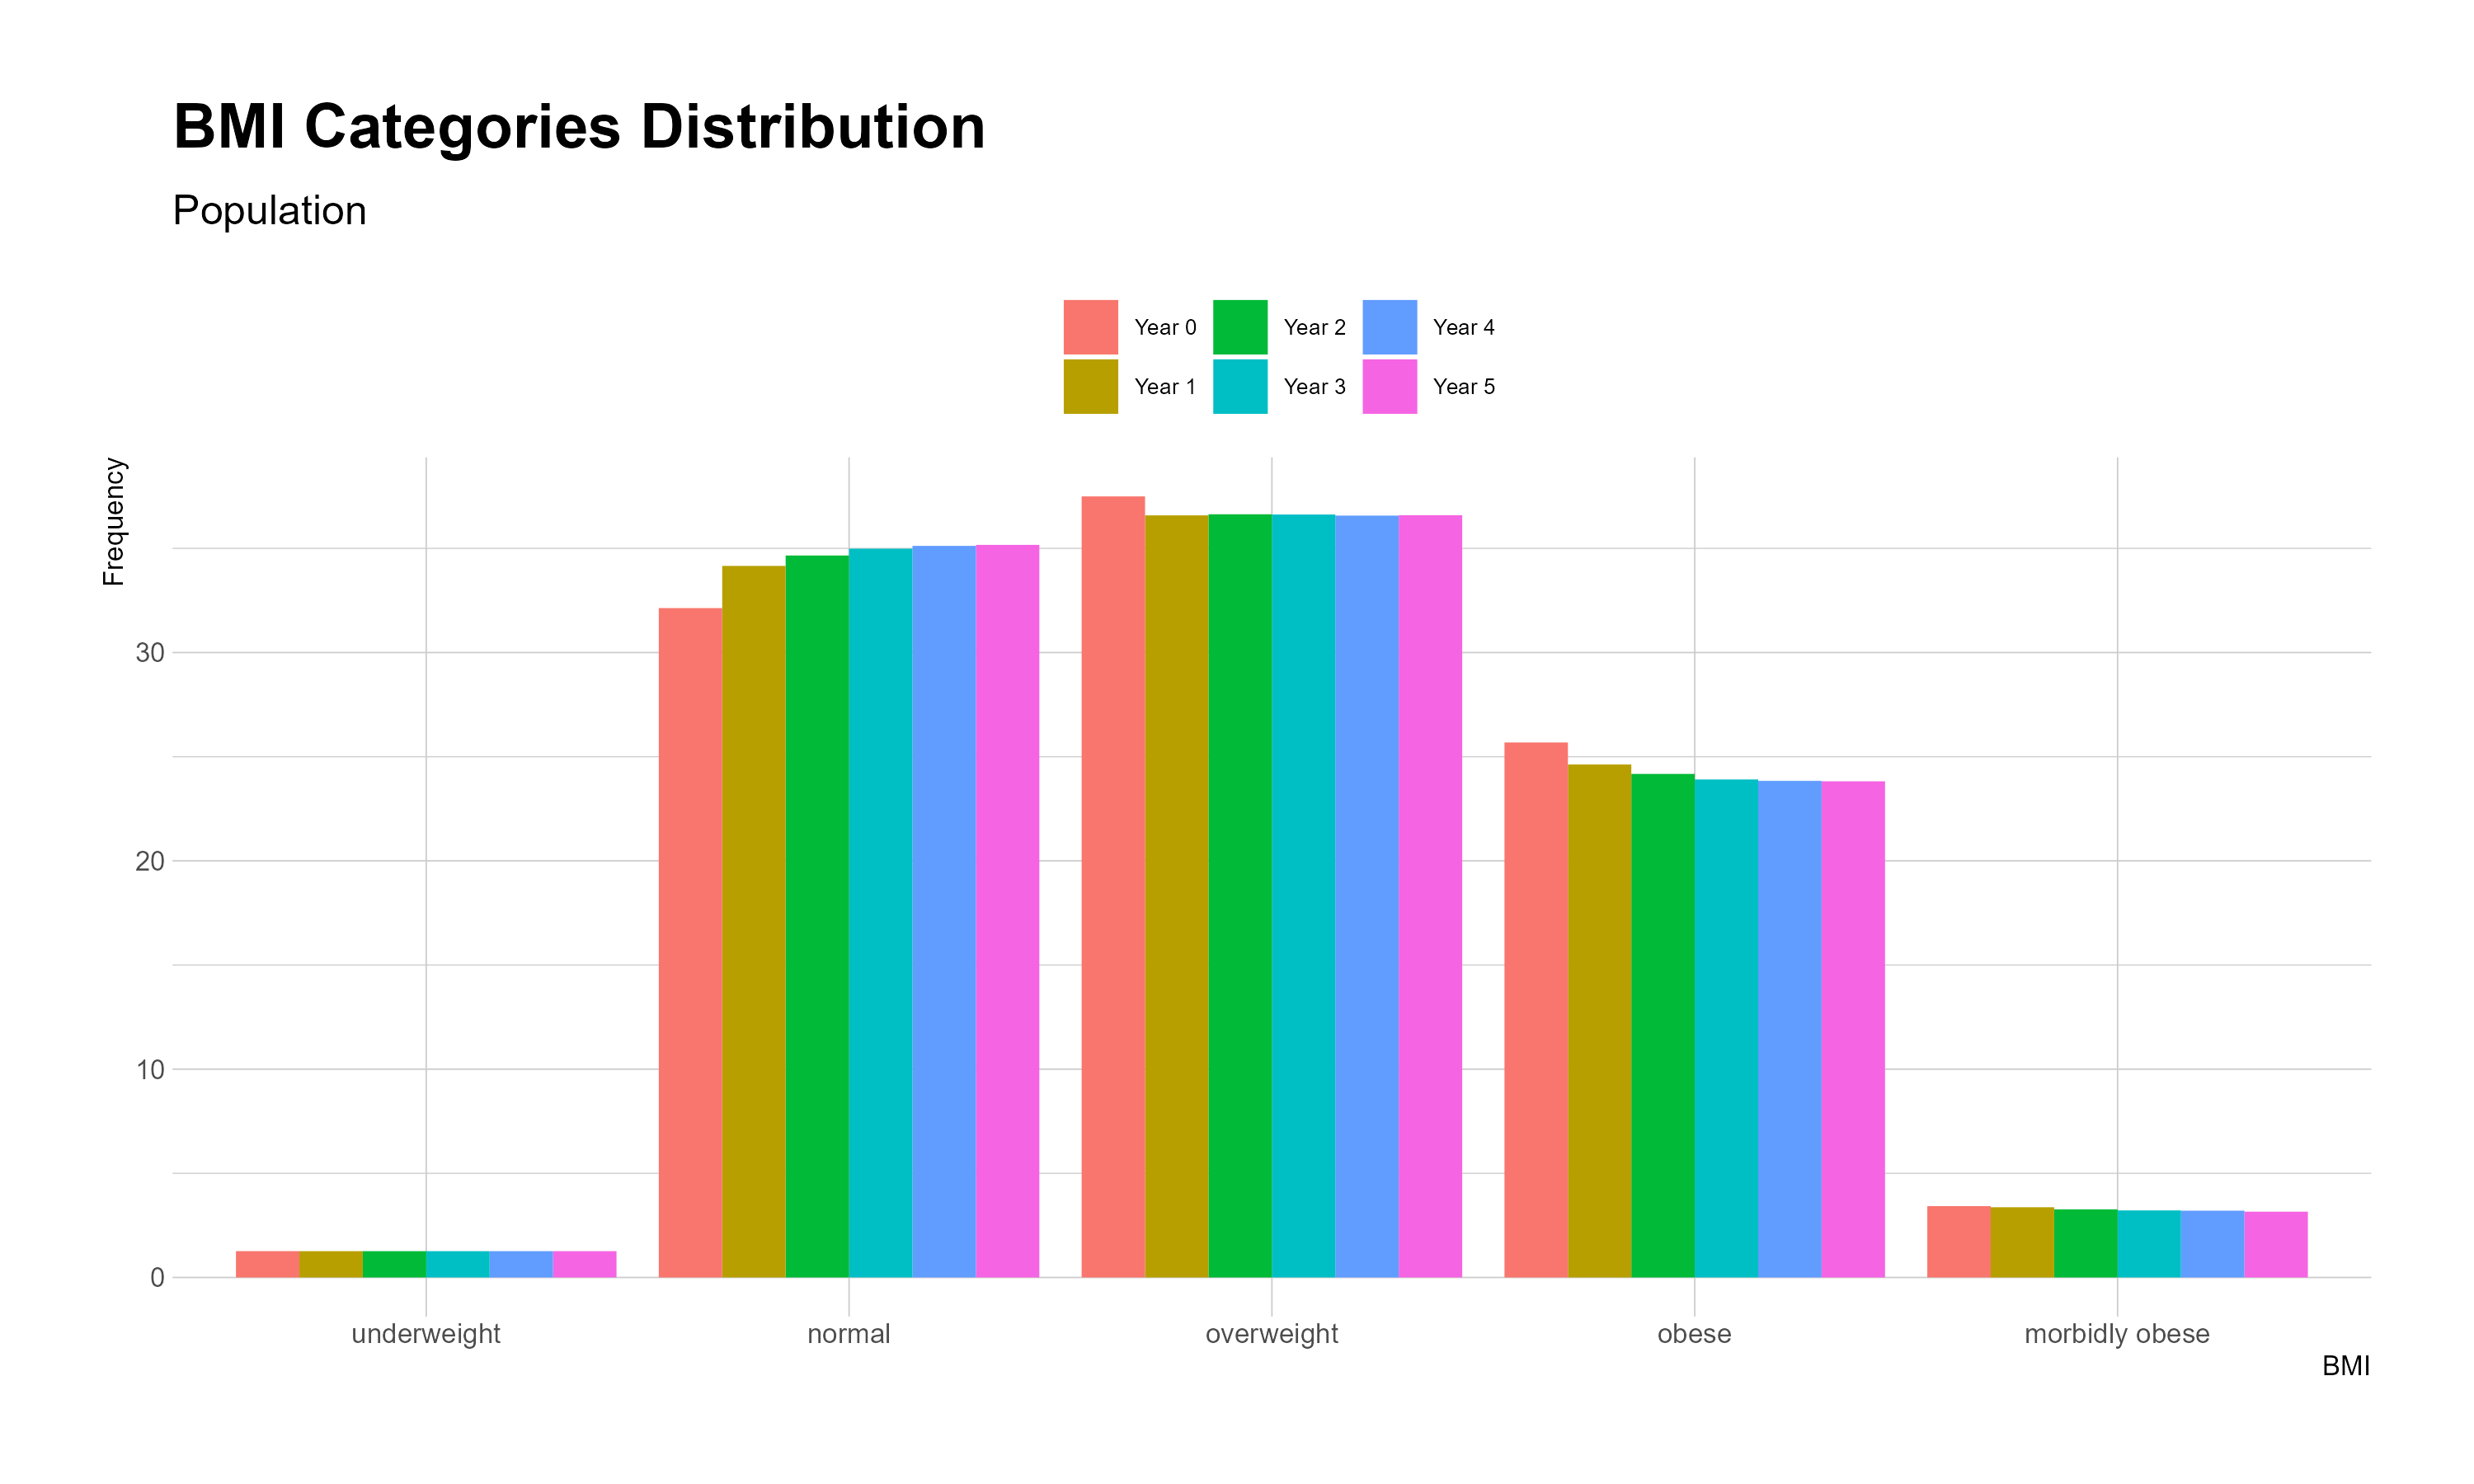 BMI Categories Distribution
Population
Year 0
Year 2
Year 4
Year 1
Year 3
Year 5
Frequency
30
20
10
0
underweight
normal
overweight
obese
morbidly obese
BMI